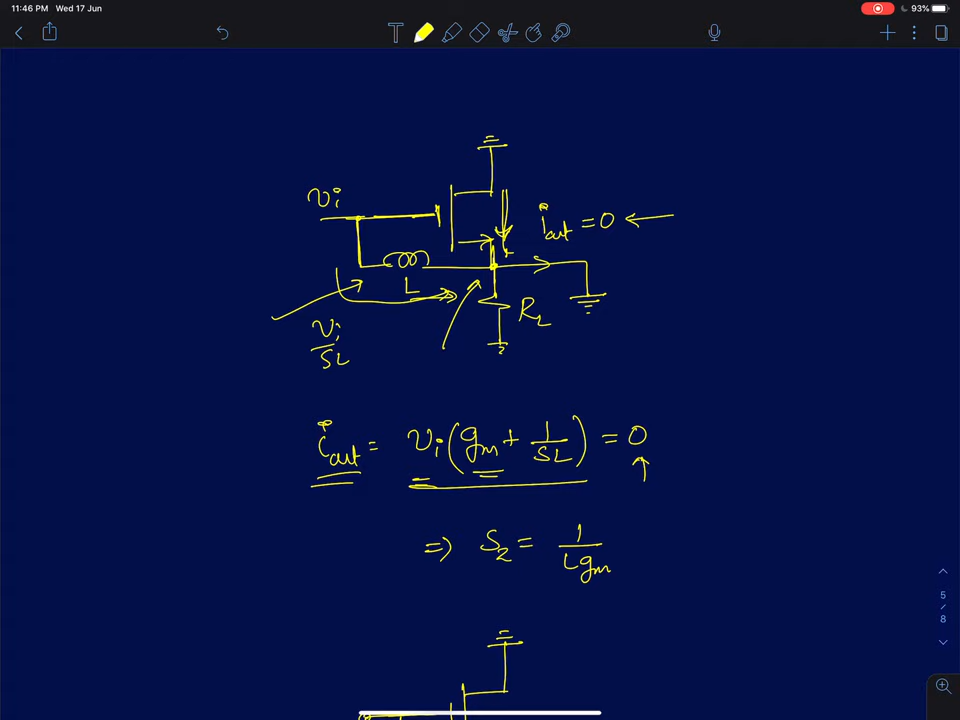 11:46 PM Wed 17 Jun
93%
T
vi
iout = 0
L
RL
vi/SL
iout = vi(gm + 1/SL) = 0
⇒ Sz = 1/Lgm
5
/
8